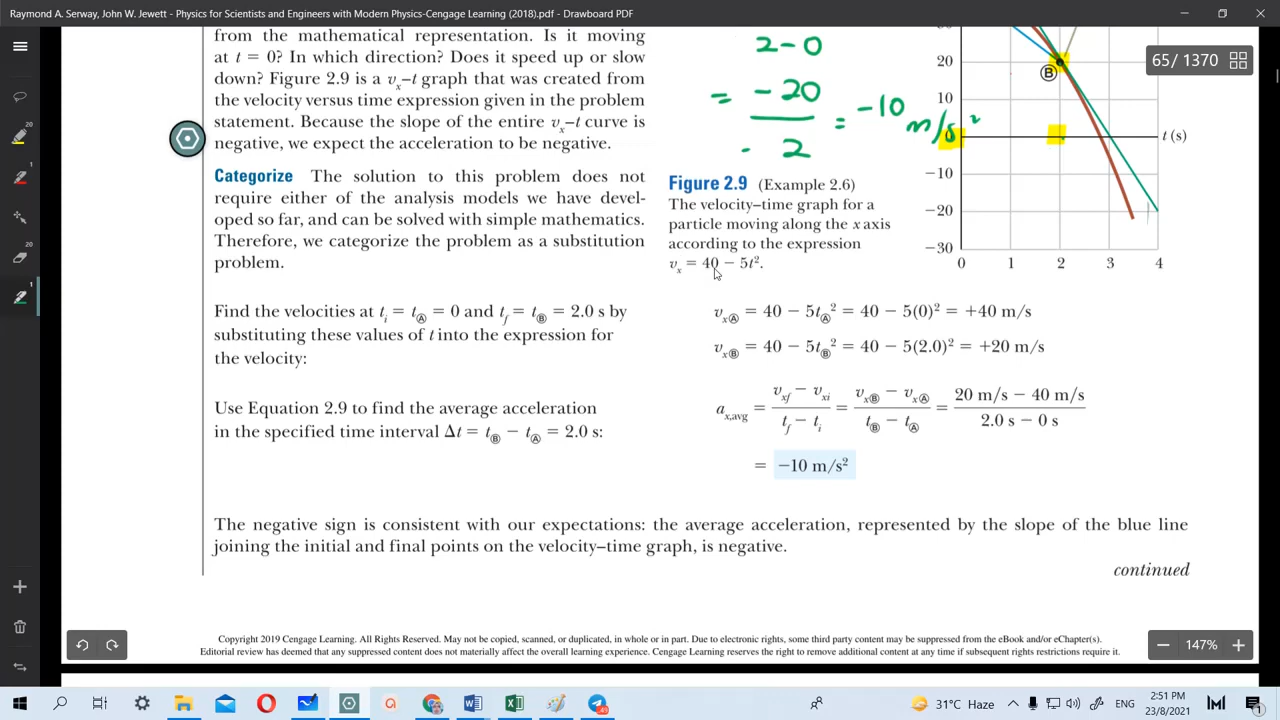 Raymond A. Serway, John W. Jewett - Physics for Scientists and Engineers with Modern Physics-Cengage Learning (2018).pdf - Drawboard PDF
from the mathematical representation. Is it moving
at t = 0? In which direction? Does it speed up or slow
down? Figure 2.9 is a vx–t graph that was created from
the velocity versus time expression given in the problem
statement. Because the slope of the entire vx–t curve is
negative, we expect the acceleration to be negative.
Categorize The solution to this problem does not
require either of the analysis models we have devel-
oped so far, and can be solved with simple mathematics.
Therefore, we categorize the problem as a substitution
problem.
2 - 0
= -20 / 2 = -10 m/s²
Figure 2.9 (Example 2.6)
The velocity–time graph for a
particle moving along the x axis
according to the expression
vx = 40 − 5t².
20
10
0
−10
−20
−30
Ⓑ
t (s)
0 1 2 3 4
65 / 1370
Find the velocities at ti = tⒶ = 0 and tf = tⒷ = 2.0 s by
substituting these values of t into the expression for
the velocity:
vxⒶ = 40 − 5tⒶ² = 40 − 5(0)² = +40 m/s
vxⒷ = 40 − 5tⒷ² = 40 − 5(2.0)² = +20 m/s
Use Equation 2.9 to find the average acceleration
in the specified time interval Δt = tⒷ − tⒶ = 2.0 s:
ax,avg = (vxf − vxi) / (tf − ti) = (vxⒷ − vxⒶ) / (tⒷ − tⒶ) = (20 m/s − 40 m/s) / (2.0 s − 0 s)
= −10 m/s²
The negative sign is consistent with our expectations: the average acceleration, represented by the slope of the blue line
joining the initial and final points on the velocity–time graph, is negative.
continued
Copyright 2019 Cengage Learning. All Rights Reserved. May not be copied, scanned, or duplicated, in whole or in part. Due to electronic rights, some third party content may be suppressed from the eBook and/or eChapter(s).
Editorial review has deemed that any suppressed content does not materially affect the overall learning experience. Cengage Learning reserves the right to remove additional content at any time if subsequent rights restrictions require it.
147%
20
1
20
1
31°C Haze
ENG
2:51 PM
23/8/2021